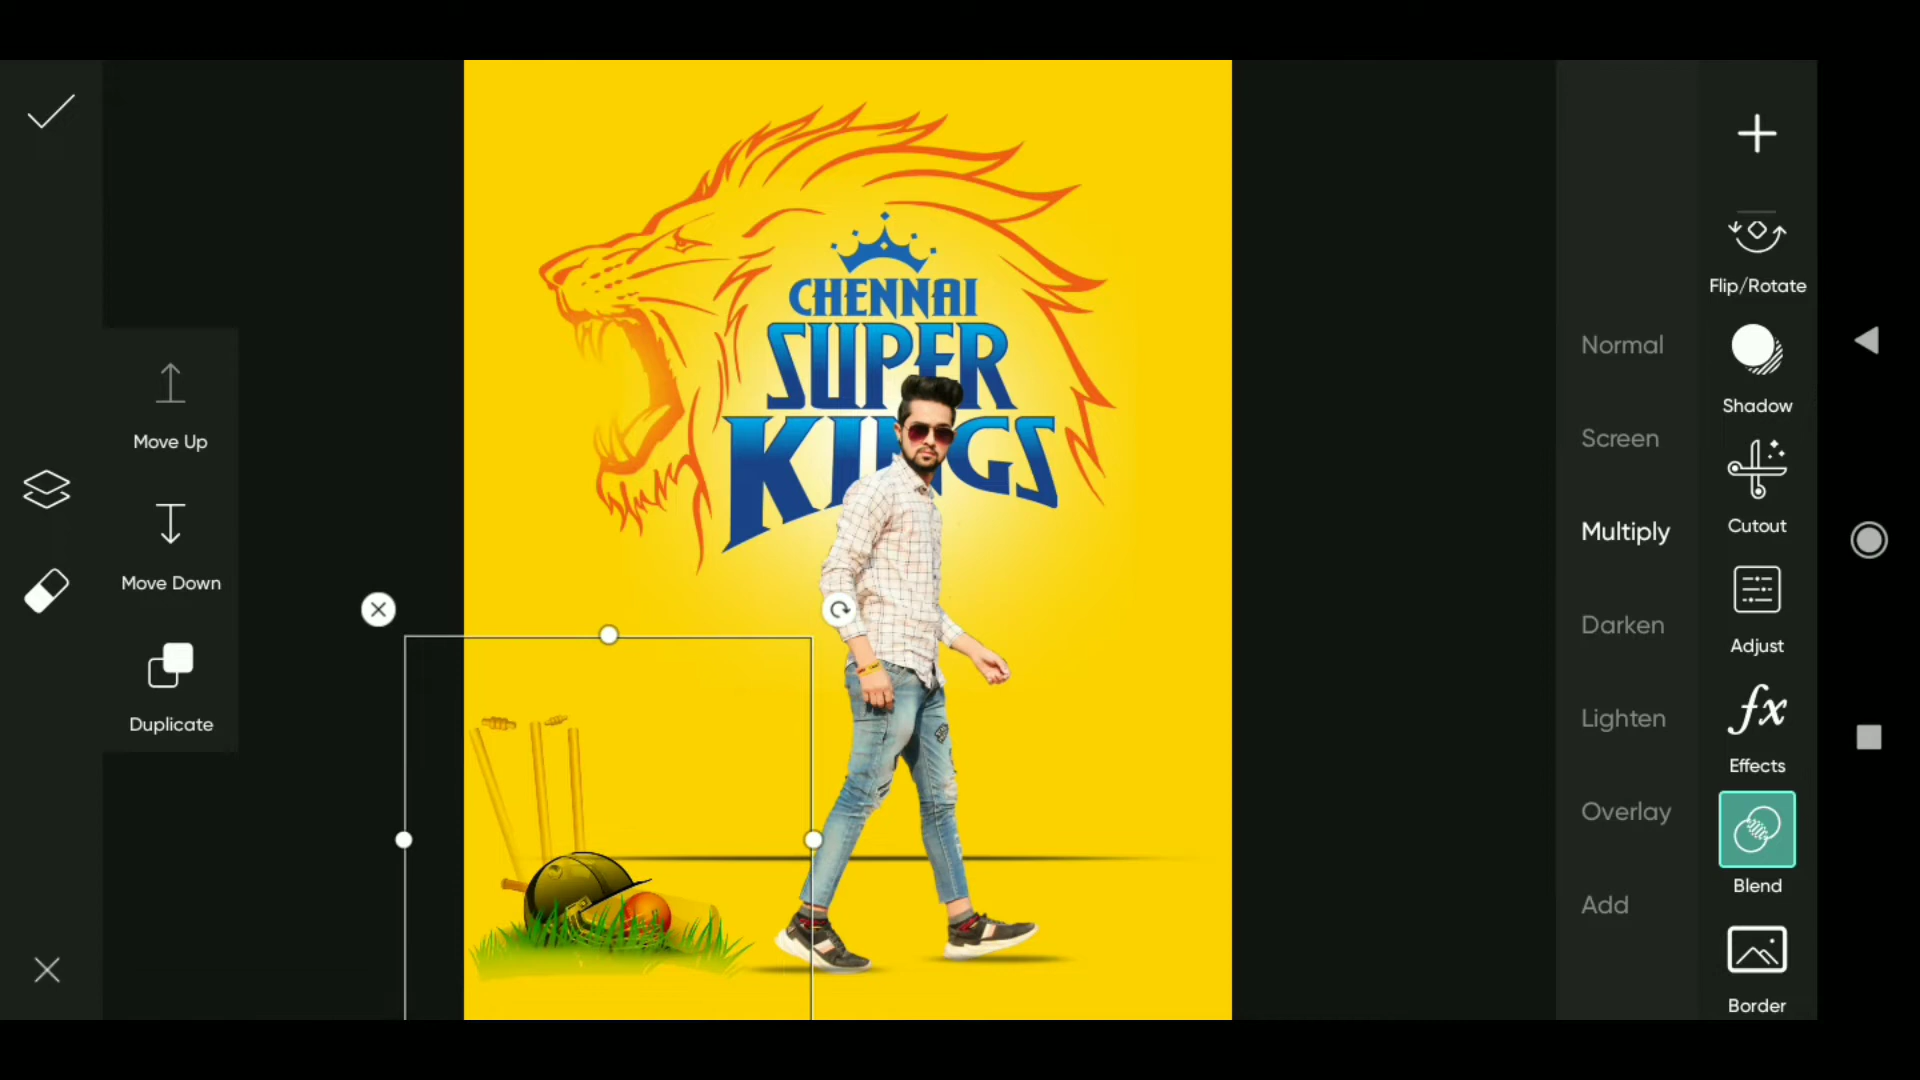 CHENNAI
SUPER
KINGS
Move Up
Move Down
Duplicate
Normal
Screen
Multiply
Darken
Lighten
Overlay
Add
Flip/Rotate
Shadow
Cutout
Adjust
fx
Effects
Blend
Border